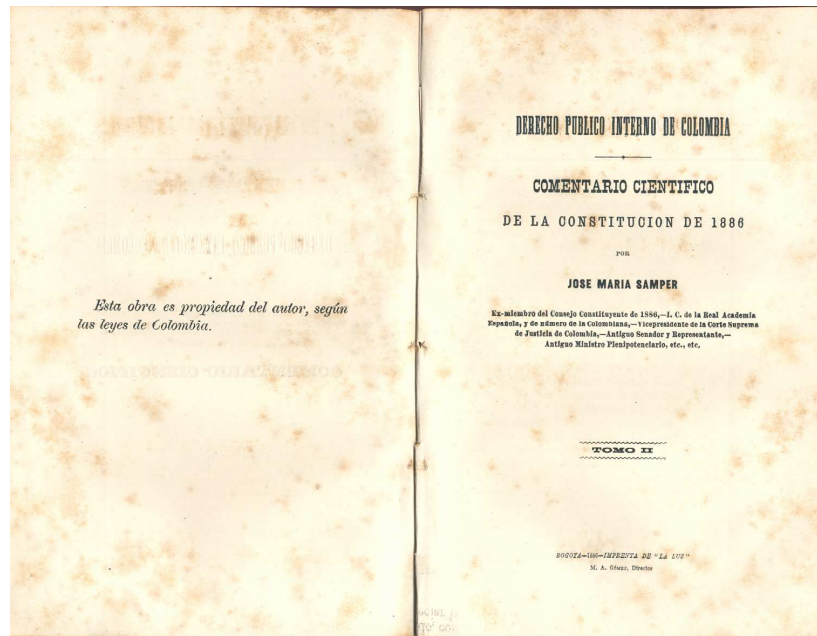 Esta obra es propiedad del autor, según
las leyes de Colombia.
DERECHO PUBLICO INTERNO DE COLOMBIA
COMENTARIO CIENTIFICO
DE LA CONSTITUCION DE 1886
POR
JOSE MARIA SAMPER
Ex-miembro del Consejo Constituyente de 1886,—I. C. de la Real Academia
Española, y de número de la Colombiana,—Vicepresidente de la Corte Suprema
de Justicia de Colombia,—Antiguo Senador y Representante,—
Antiguo Ministro Plenipotenciario, etc., etc.
TOMO II
BOGOTA—1886—IMPRENTA DE "LA LUZ"
M. A. Gómez, Director